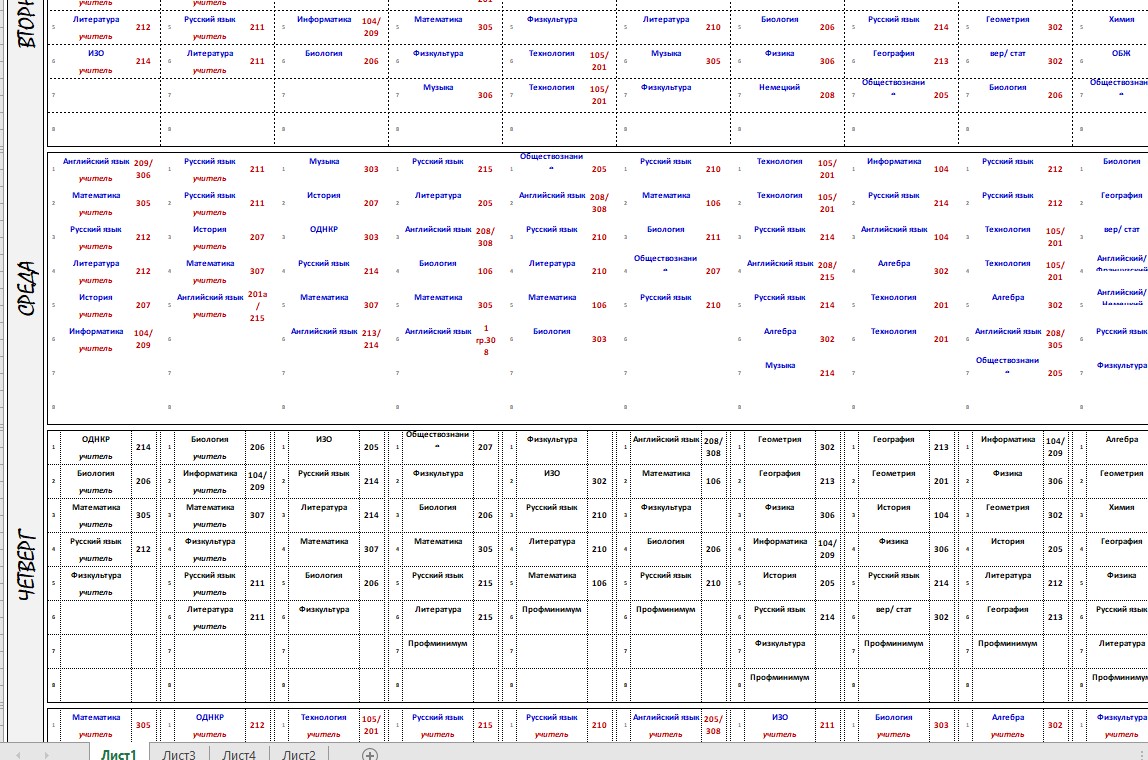 ВТОРН
учитель учитель 201
5 Литература 212 5 Русский язык 211 5 Информатика 104/209 5 Математика 305 5 Физкультура 5 Литература 210 5 Биология 206 5 Русский язык 214 5 Геометрия 302 5 Химия
учитель учитель
6 ИЗО 214 6 Литература 211 6 Биология 206 6 Физкультура 6 Технология 105/201 6 Музыка 305 6 Физика 306 6 География 213 6 вер/ стат 302 6 ОБЖ
учитель учитель
7 7 7 7 Музыка 306 7 Технология 105/201 7 Физкультура 7 Немецкий 208 7 Обществознани 205 7 Биология 206 7 Обществознан
8 8 8 8 8 8 8 8 8 8
СРЕДА
1 Английский язык 209/306 1 Русский язык 211 1 Музыка 303 1 Русский язык 215 1 Обществознани 205 1 Русский язык 210 1 Технология 105/201 1 Информатика 104 1 Русский язык 212 1 Биология
учитель учитель
2 Математика 305 2 Русский язык 211 2 История 207 2 Литература 205 2 Английский язык 208/308 2 Математика 106 2 Технология 105/201 2 Русский язык 214 2 Русский язык 212 2 География
учитель учитель
3 Русский язык 212 3 История 207 3 ОДНКР 303 3 Английский язык 208/308 3 Русский язык 210 3 Биология 211 3 Русский язык 214 3 Английский язык 104 3 Технология 105/201 3 вер/ стат
учитель учитель
4 Литература 212 4 Математика 307 4 Русский язык 214 4 Биология 106 4 Литература 210 4 Обществознани 207 4 Английский язык 208/215 4 Алгебра 302 4 Технология 105/201 4 Английский/
учитель учитель Французский
5 История 207 5 Английский язык 201а/215 5 Математика 307 5 Математика 305 5 Математика 106 5 Русский язык 210 5 Русский язык 214 5 Технология 201 5 Алгебра 302 5 Английский/
учитель учитель Немецкий
6 Информатика 104/209 6 6 Английский язык 213/214 6 Английский язык 1 гр.308 6 Биология 303 6 6 Алгебра 302 6 Технология 201 6 Английский язык 208/305 6 Русский язык
учитель
7 7 7 7 7 7 7 Музыка 214 7 7 Обществознани 205 7 Физкультура
8 8 8 8 8 8 8 8 8 8
ЧЕТВЕРГ
1 ОДНКР 214 1 Биология 206 1 ИЗО 205 1 Обществознани 207 1 Физкультура 1 Английский язык 208/308 1 Геометрия 302 1 География 213 1 Информатика 104/209 1 Алгебра
учитель учитель
2 Биология 206 2 Информатика 104/209 2 Русский язык 214 2 Физкультура 2 ИЗО 302 2 Математика 106 2 География 213 2 Геометрия 201 2 Физика 306 2 Геометрия
учитель учитель
3 Математика 305 3 Математика 307 3 Литература 214 3 Биология 206 3 Русский язык 210 3 Физкультура 3 Физика 306 3 История 104 3 Геометрия 302 3 Химия
учитель учитель
4 Русский язык 212 4 Физкультура 4 Математика 307 4 Математика 305 4 Литература 210 4 Биология 206 4 Информатика 104/209 4 Физика 306 4 История 205 4 География
учитель учитель
5 Физкультура 5 Русский язык 211 5 Биология 206 5 Русский язык 215 5 Математика 106 5 Русский язык 210 5 История 205 5 Русский язык 214 5 Литература 212 5 Физика
учитель учитель
6 6 Литература 211 6 Физкультура 6 Литература 215 6 Профминимум 6 Профминимум 6 Русский язык 214 6 вер/ стат 302 6 География 213 6 Русский язык
учитель
7 7 7 7 Профминимум 7 7 7 Физкультура 7 Профминимум 7 Профминимум 7 Литература
8 8 8 8 8 8 8 Профминимум 8 8 8 Профминимум
1 Математика 305 1 ОДНКР 212 1 Технология 105/201 1 Русский язык 215 1 Русский язык 210 1 Английский язык 205/308 1 ИЗО 211 1 Биология 303 1 Алгебра 302 1 Физкультура
учитель учитель учитель учитель учитель учитель учитель учитель учитель учитель
Лист1 Лист3 Лист4 Лист2